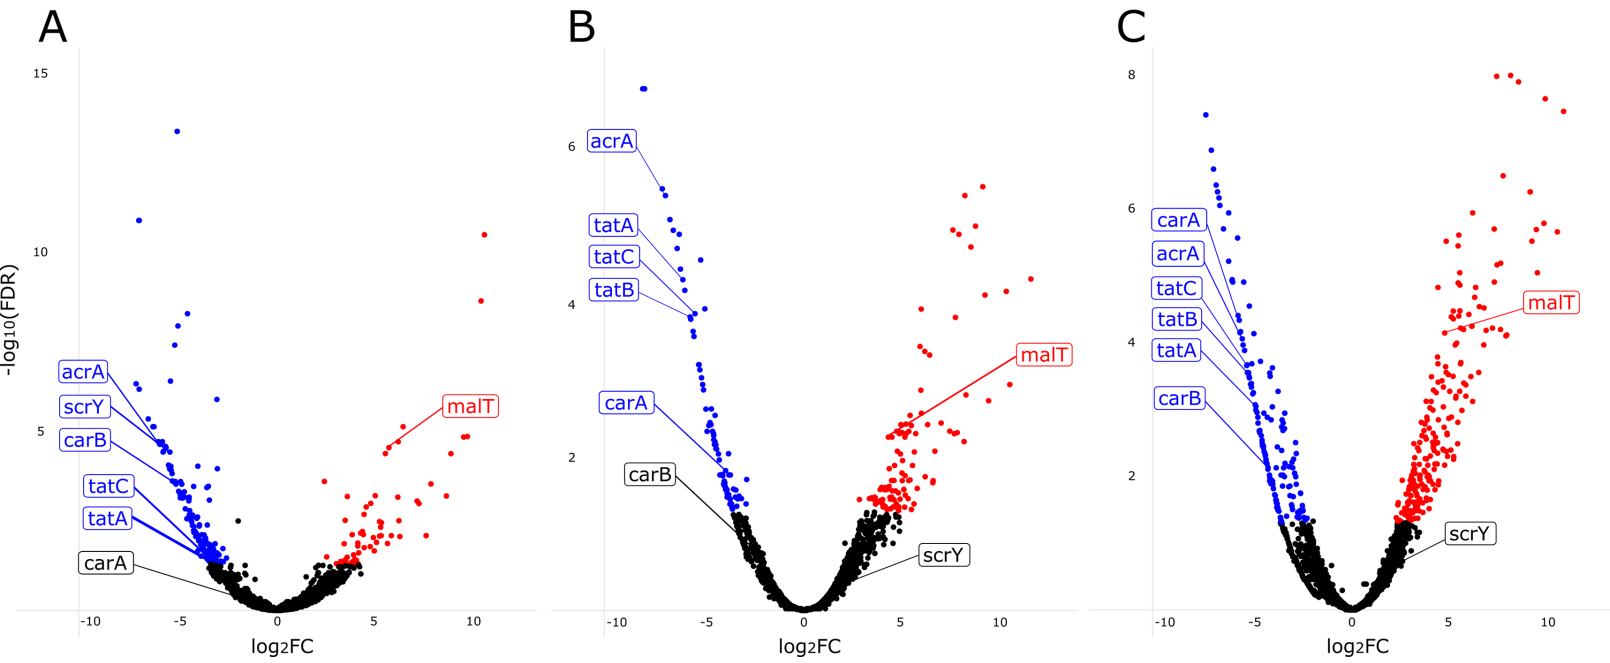 A
B
C
-log10(FDR)
15
10
5
acrA
scrY
carB
tatC
tatA
carA
malT
-10
-5
0
5
10
log2FC
6
4
2
acrA
tatA
tatC
tatB
carA
carB
malT
scrY
-10
-5
0
5
10
log2FC
8
6
4
2
carA
acrA
tatC
tatB
tatA
carB
malT
scrY
-10
-5
0
5
10
log2FC